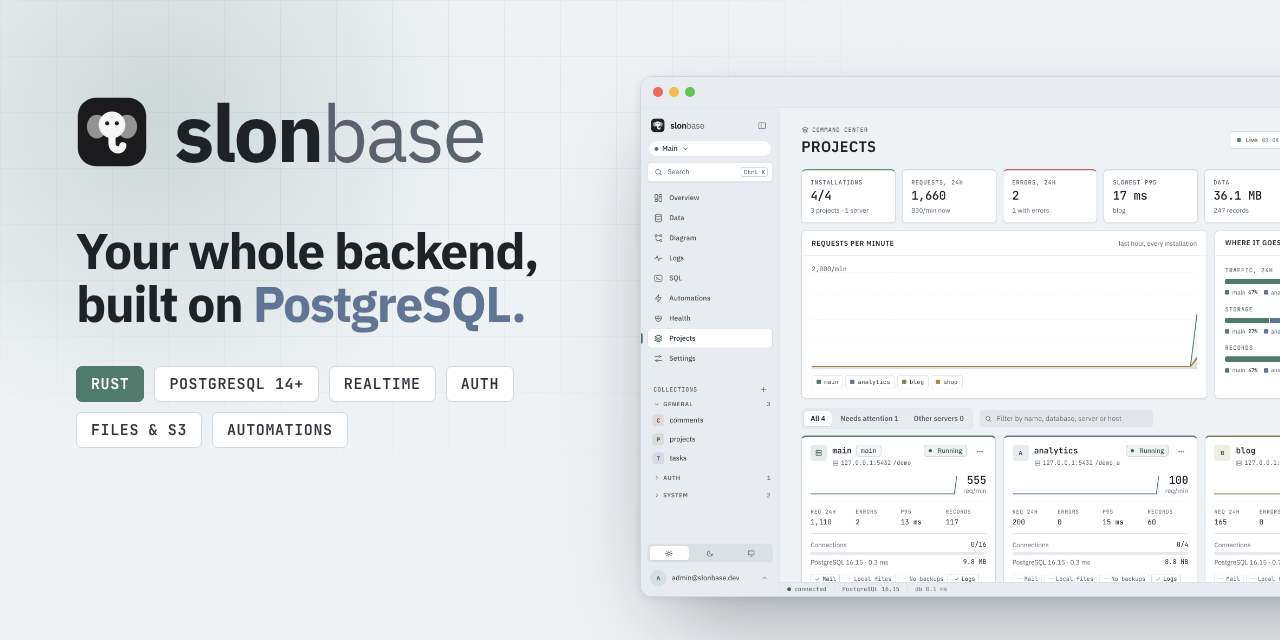 slonbase
Your whole backend,
built on PostgreSQL.
RUST
POSTGRESQL 14+
REALTIME
AUTH
FILES & S3
AUTOMATIONS
slonbase
Main
Search
Ctrl K
Overview
Data
Diagram
Logs
SQL
Automations
Health
Projects
Settings
COLLECTIONS
GENERAL 3
C comments
P projects
T tasks
AUTH 1
SYSTEM 2
A admin@slonbase.dev
COMMAND CENTER
PROJECTS
Live
INSTALLATIONS
4/4
3 projects · 1 server
REQUESTS, 24H
1,660
830/min now
ERRORS, 24H
2
1 with errors
SLOWEST P95
17 ms
blog
DATA
36.1 MB
247 records
REQUESTS PER MINUTE
last hour, every installation
2,000/min
main analytics blog shop
WHERE IT GOES
TRAFFIC, 24H
main 67%
STORAGE
main 27%
RECORDS
main 47%
All 4 Needs attention 1 Other servers 0
Filter by name, database, server or host
main main Running
127.0.0.1:5432 /demo
555
req/min
REQ 24H ERRORS P95 RECORDS
1,110 2 13 ms 117
Connections 0/16
PostgreSQL 16.15 · 0.3 ms 9.8 MB
Mail Local files No backups Logs
A analytics Running
127.0.0.1:5432 /demo_a
100
req/min
REQ 24H ERRORS P95 RECORDS
200 0 15 ms 60
Connections 0/4
PostgreSQL 16.15 · 0.3 ms 8.8 MB
Mail Local files No backups Logs
B blog
REQ 24H ERRORS
165 0
Connections
Mail Local files
connected PostgreSQL 16.15 db 0.1 ms